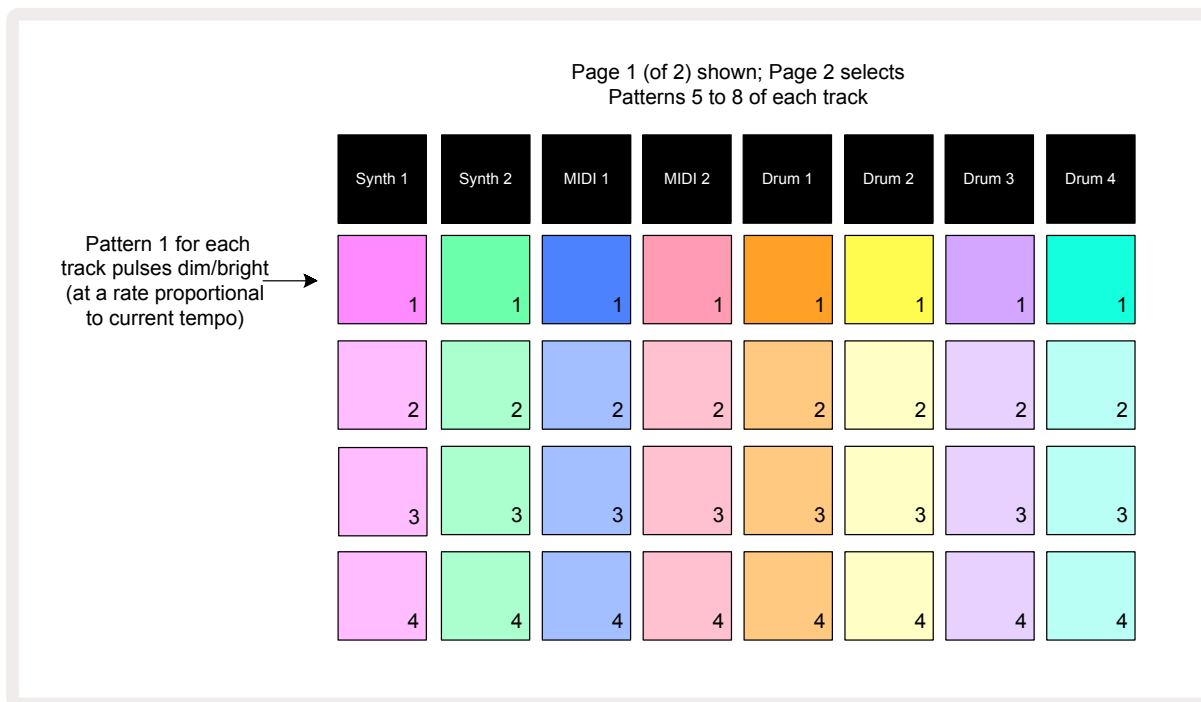 Page 1 (of 2) shown; Page 2 selects
Patterns 5 to 8 of each track
Synth 1 Synth 2 MIDI 1 MIDI 2 Drum 1 Drum 2 Drum 3 Drum 4
Pattern 1 for each
track pulses dim/bright
(at a rate proportional
to current tempo)
1 1 1 1 1 1 1 1
2 2 2 2 2 2 2 2
3 3 3 3 3 3 3 3
4 4 4 4 4 4 4 4